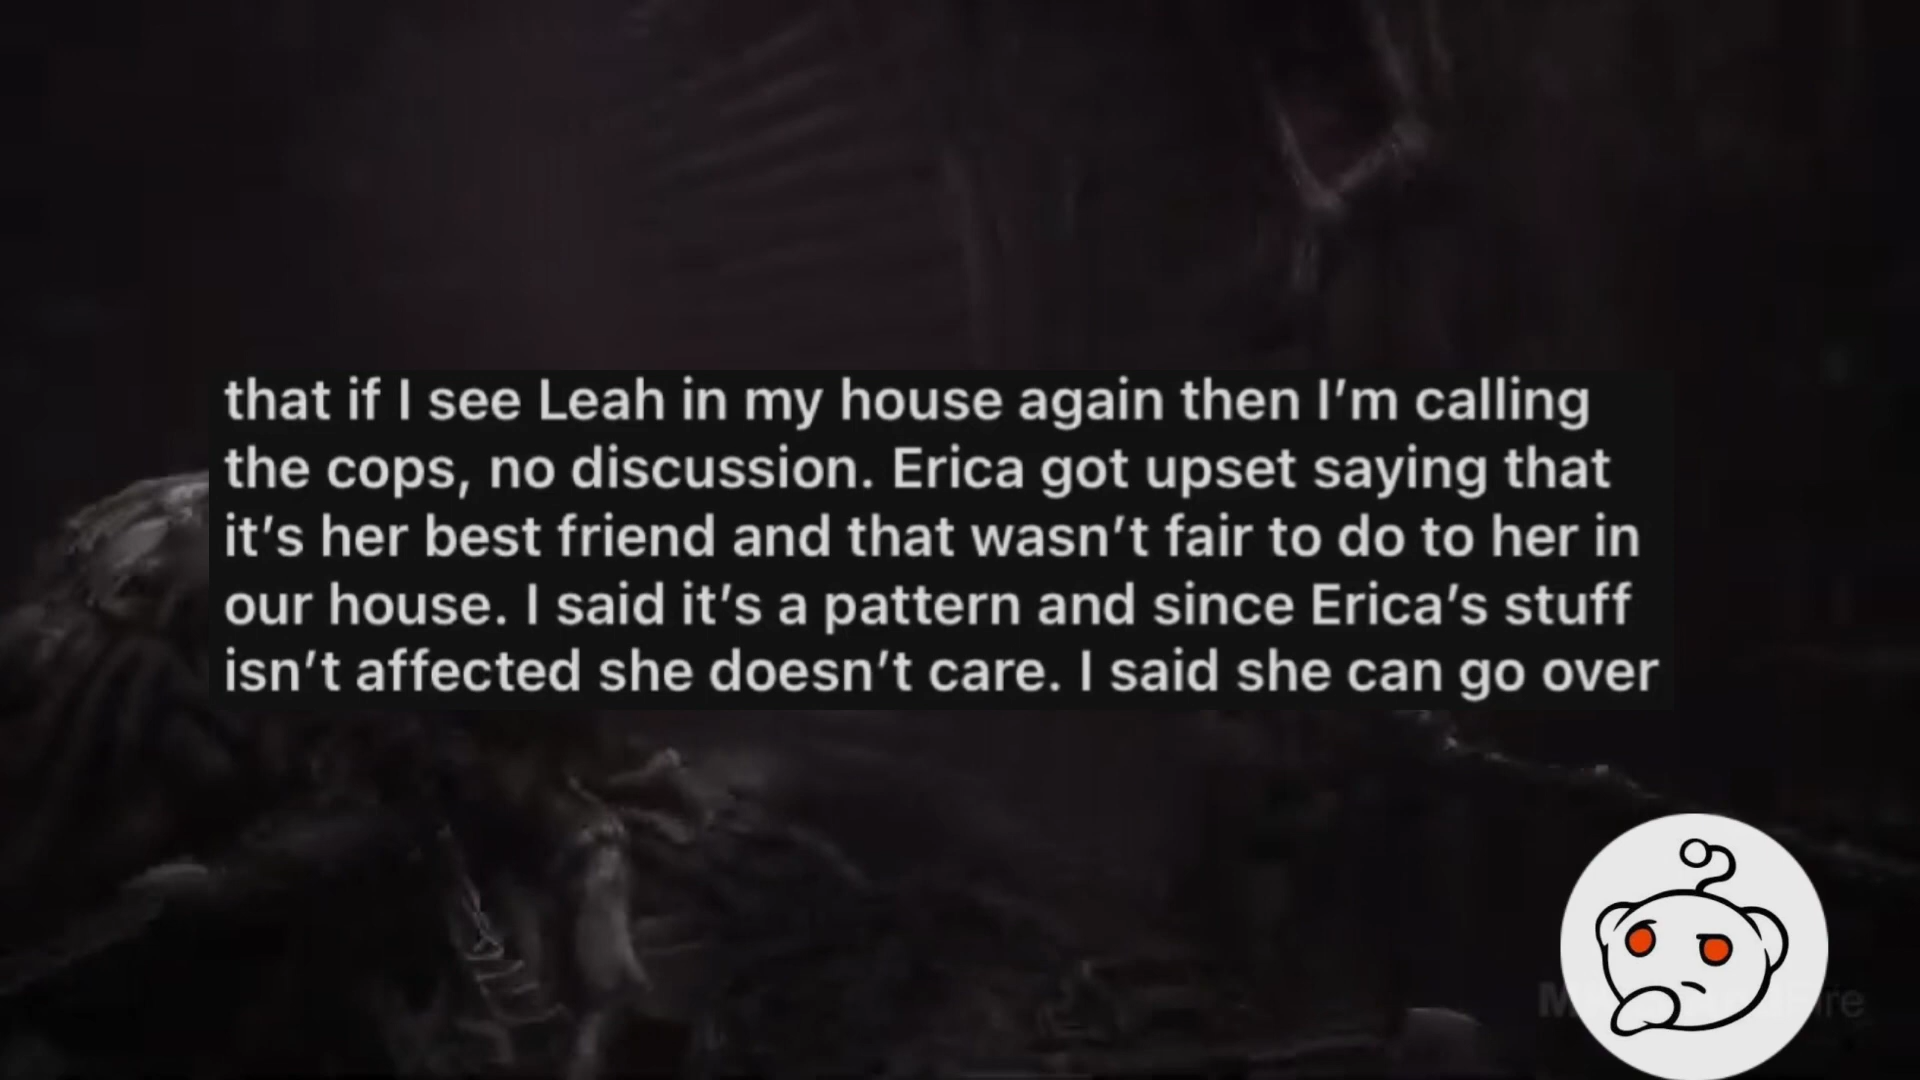 that if I see Leah in my house again then I’m calling
the cops, no discussion. Erica got upset saying that
it’s her best friend and that wasn’t fair to do to her in
our house. I said it’s a pattern and since Erica’s stuff
isn’t affected she doesn’t care. I said she can go over